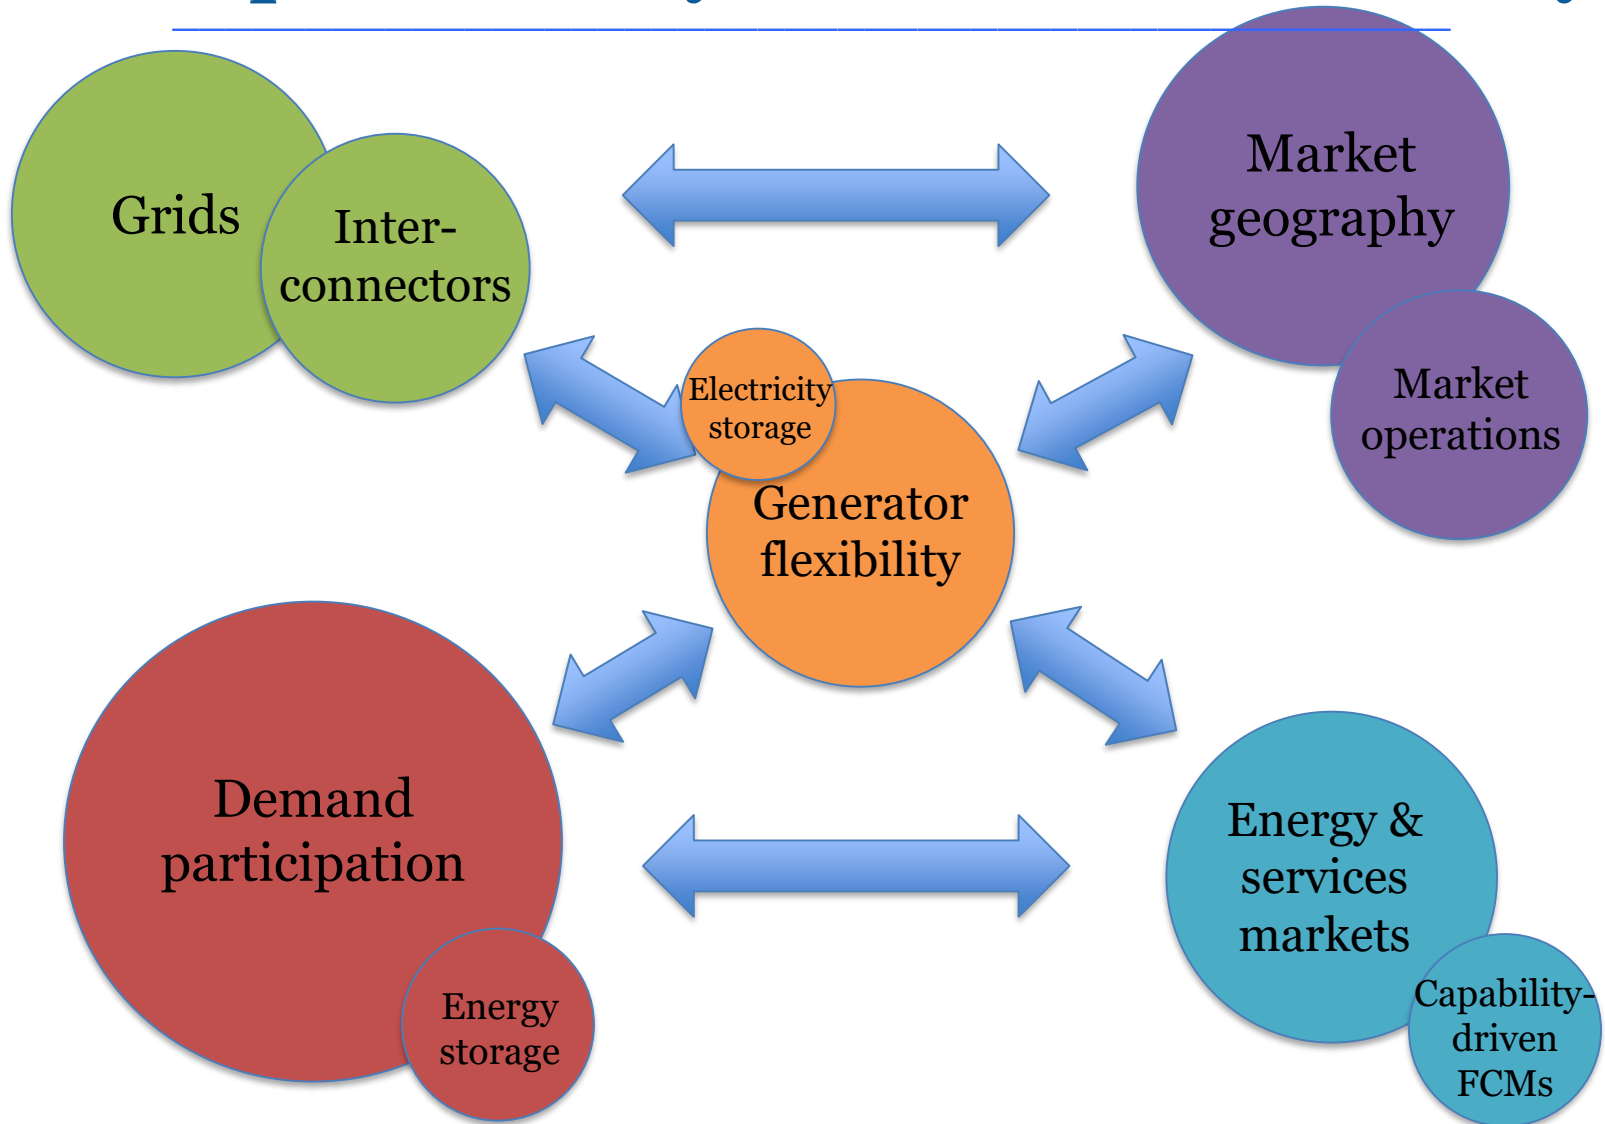 Grids
Inter-
connectors
Market
geography
Market
operations
Electricity
storage
Generator
flexibility
Demand
participation
Energy
storage
Energy &
services
markets
Capability-
driven
FCMs